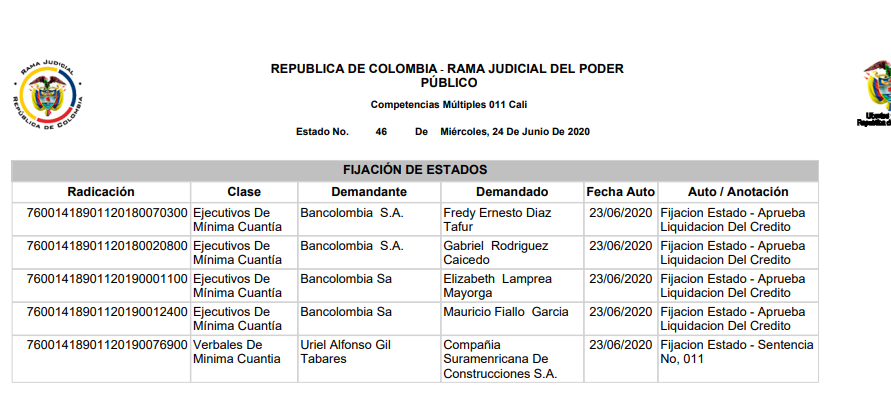 RAMA JUDICIAL
REPUBLICA DE COLOMBIA
REPUBLICA DE COLOMBIA - RAMA JUDICIAL DEL PODER
PÚBLICO
Competencias Múltiples 011 Cali
Estado No. 46 De Miércoles, 24 De Junio De 2020
FIJACIÓN DE ESTADOS
Radicación Clase Demandante Demandado Fecha Auto Auto / Anotación
76001418901120180070300 Ejecutivos De Bancolombia S.A. Fredy Ernesto Diaz 23/06/2020 Fijacion Estado - Aprueba
Mínima Cuantía Tafur Liquidacion Del Credito
76001418901120180020800 Ejecutivos De Bancolombia S.A. Gabriel Rodriguez 23/06/2020 Fijacion Estado - Aprueba
Mínima Cuantía Caicedo Liquidacion Del Credito
76001418901120190001100 Ejecutivos De Bancolombia Sa Elizabeth Lamprea 23/06/2020 Fijacion Estado - Aprueba
Mínima Cuantía Mayorga Liquidacion Del Credito
76001418901120190012400 Ejecutivos De Bancolombia Sa Mauricio Fiallo Garcia 23/06/2020 Fijacion Estado - Aprueba
Mínima Cuantía Liquidacion Del Credito
76001418901120190076900 Verbales De Uriel Alfonso Gil Compañia 23/06/2020 Fijacion Estado - Sentencia
Minima Cuantia Tabares Suramenricana De No, 011
Construcciones S.A.